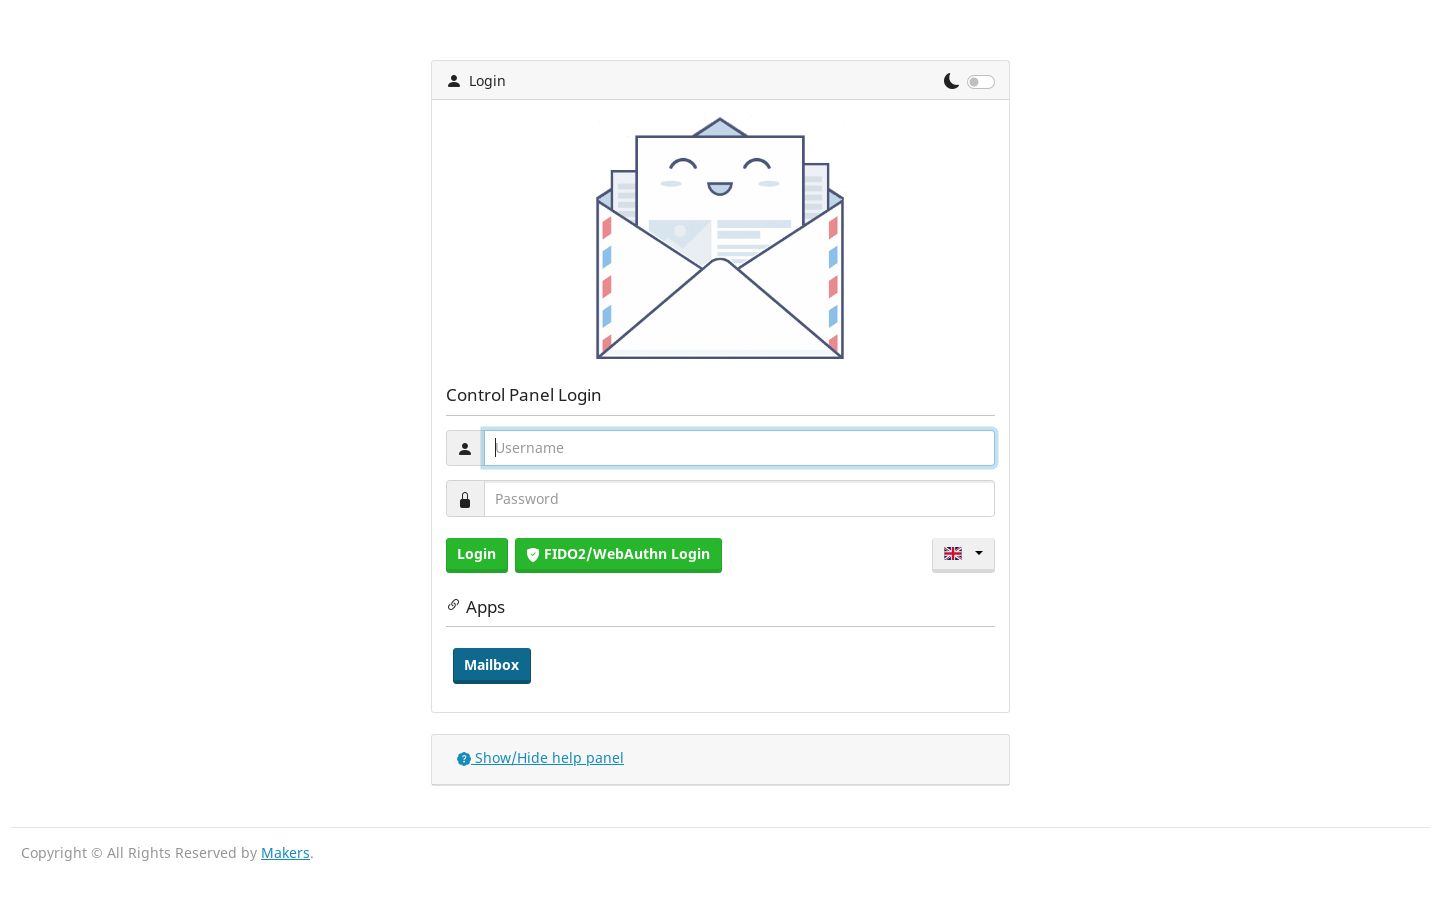 Login
Control Panel Login
Username
Password
Login
FIDO2/WebAuthn Login
Apps
Mailbox
Show/Hide help panel
Copyright © All Rights Reserved by Makers.